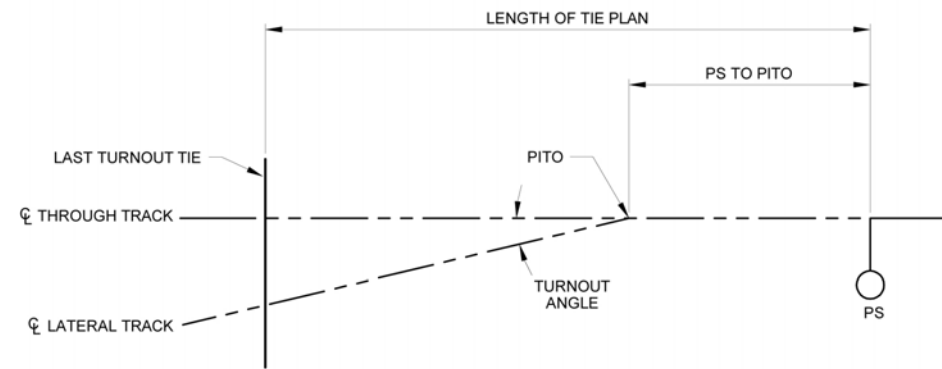 LENGTH OF TIE PLAN
PS TO PITO
LAST TURNOUT TIE
PITO
℄ THROUGH TRACK
TURNOUT
ANGLE
℄ LATERAL TRACK
PS